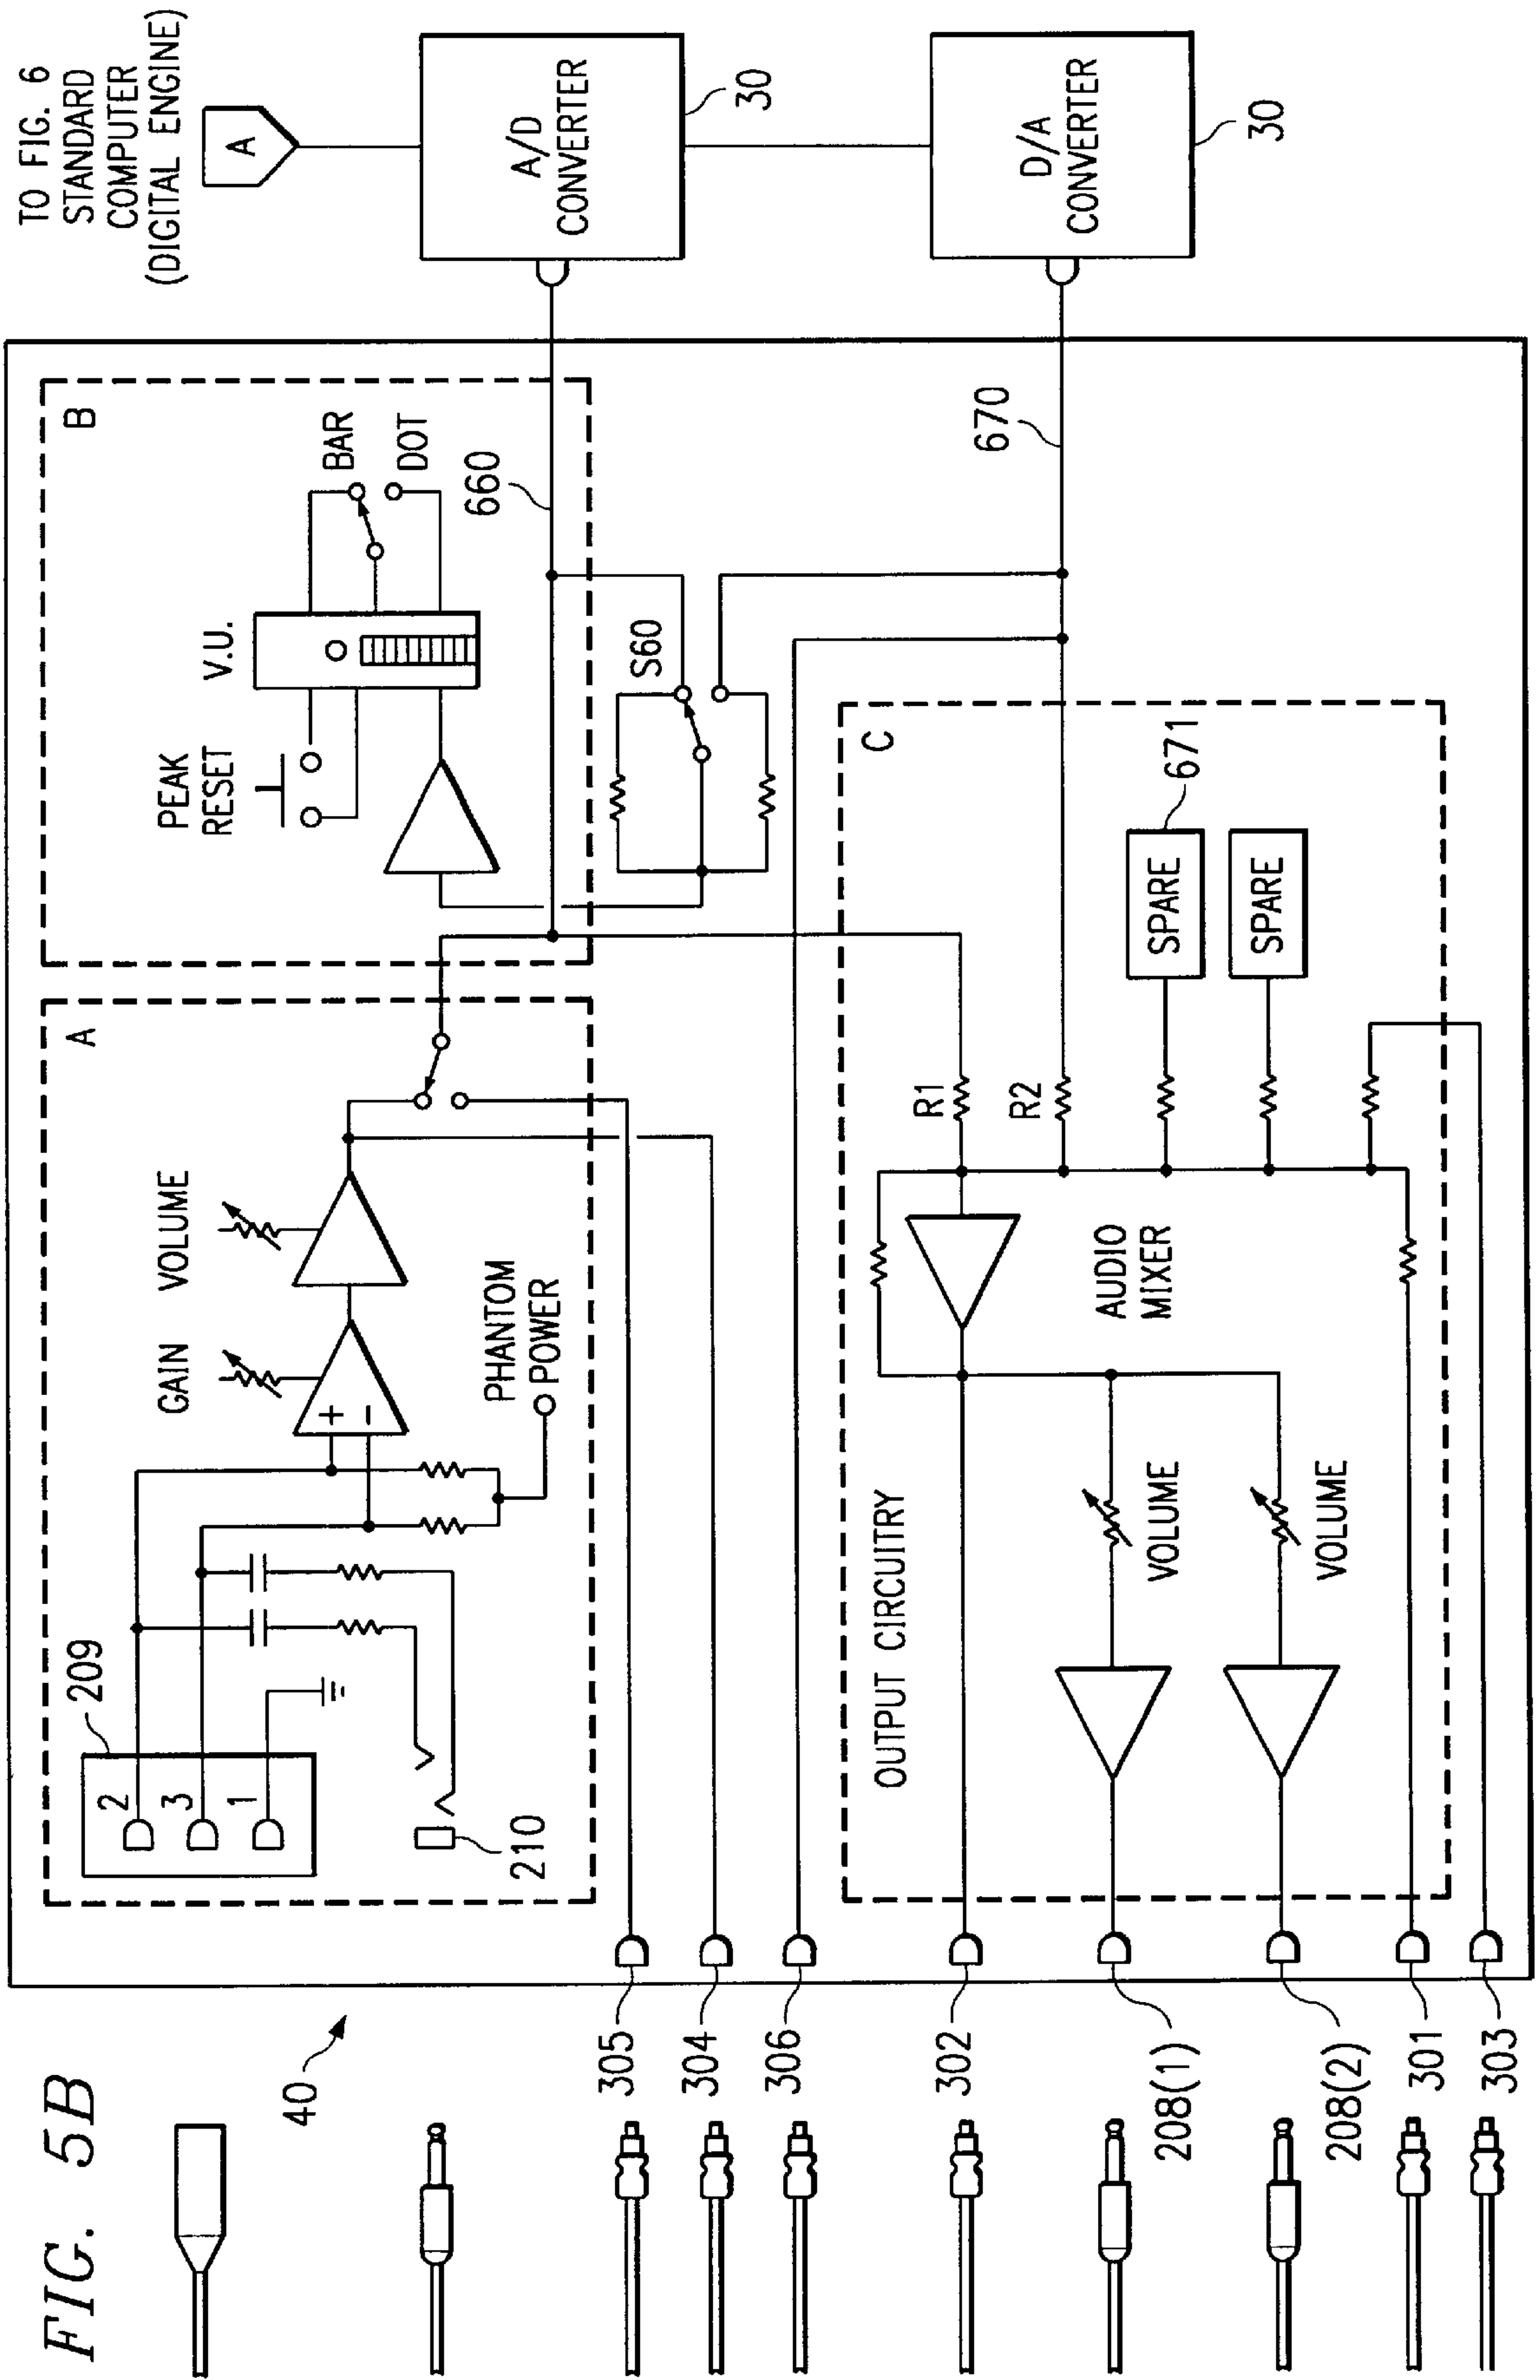 FIG. 5B
TO FIG. 6
STANDARD
COMPUTER
(DIGITAL ENGINE)
A
A/D
CONVERTER
30
D/A
CONVERTER
30
40
A
209
2
3
1
210
GAIN
VOLUME
+
-
PHANTOM
POWER
B
PEAK
RESET
V.U.
BAR
DOT
660
S60
670
C
OUTPUT CIRCUITRY
R1
R2
SPARE
671
SPARE
AUDIO
MIXER
VOLUME
VOLUME
305
304
306
302
208(1)
208(2)
301
303